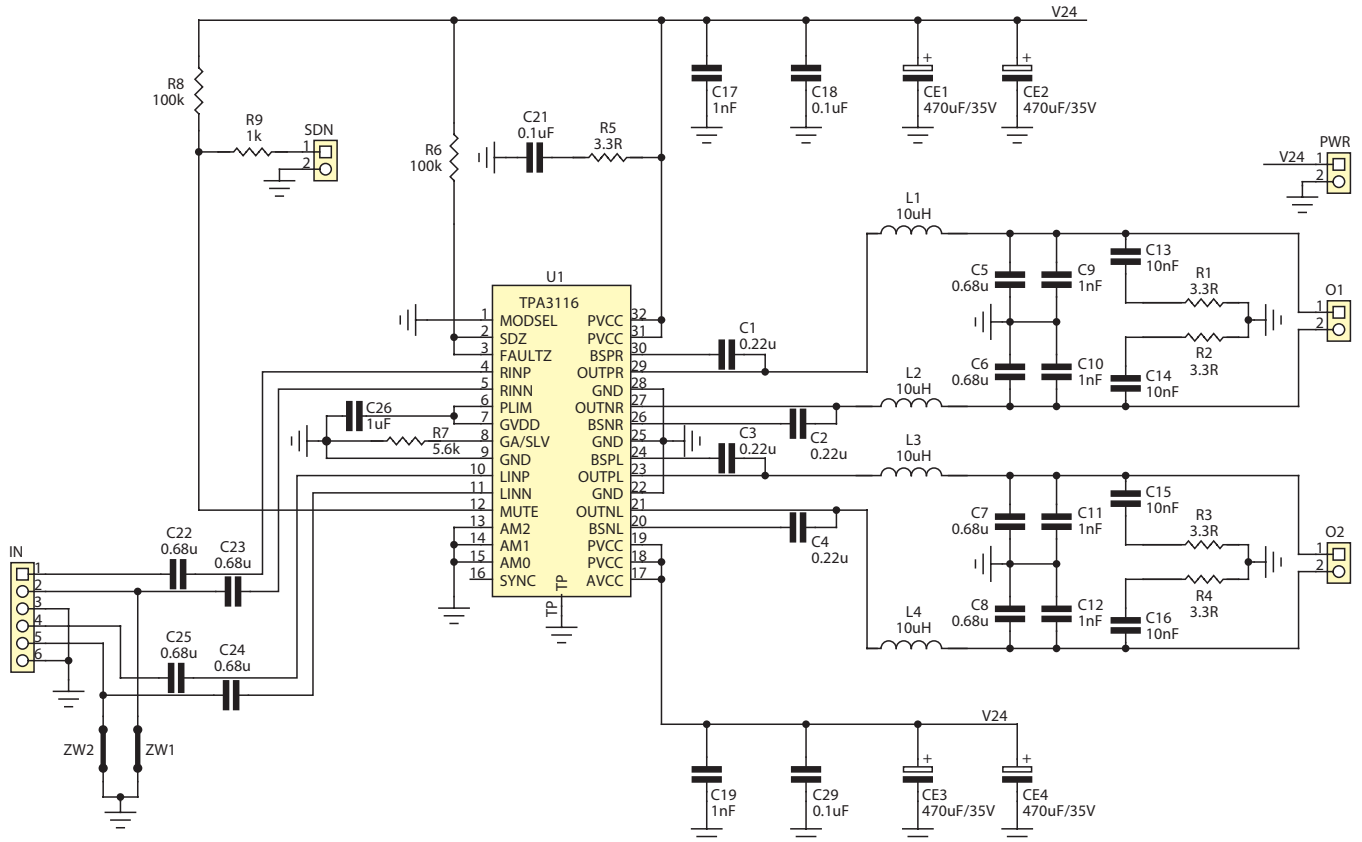 V24
R8
100k
R9
1k
SDN
1
2
R6
100k
C21
0.1uF
R5
3.3R
C17
1nF
C18
0.1uF
+
CE1
470uF/35V
+
CE2
470uF/35V
PWR
V24
1
2
L1
10uH
C5
0.68u
C9
1nF
C13
10nF
R1
3.3R
O1
1
2
C6
0.68u
C10
1nF
C14
10nF
R2
3.3R
U1
TPA3116
1 MODSEL PVCC 32
2 SDZ PVCC 31
3 FAULTZ BSPR 30
4 RINP OUTPR 29
5 RINN GND 28
6 PLIM OUTNR 27
7 GVDD BSNR 26
8 GA/SLV GND 25
9 GND BSPL 24
10 LINP OUTPL 23
11 LINN GND 22
12 MUTE OUTNL 21
13 AM2 BSNL 20
14 AM1 PVCC 19
15 AM0 PVCC 18
16 SYNC AVCC 17
TP
TP
C1
0.22u
L2
10uH
C26
1uF
R7
5.6k
C2
0.22u
C3
0.22u
L3
10uH
C4
0.22u
C7
0.68u
C11
1nF
C15
10nF
R3
3.3R
O2
1
2
C8
0.68u
C12
1nF
C16
10nF
R4
3.3R
L4
10uH
IN
1
2
3
4
5
6
C22
0.68u
C23
0.68u
C25
0.68u
C24
0.68u
ZW2
ZW1
V24
C19
1nF
C29
0.1uF
+
CE3
470uF/35V
+
CE4
470uF/35V